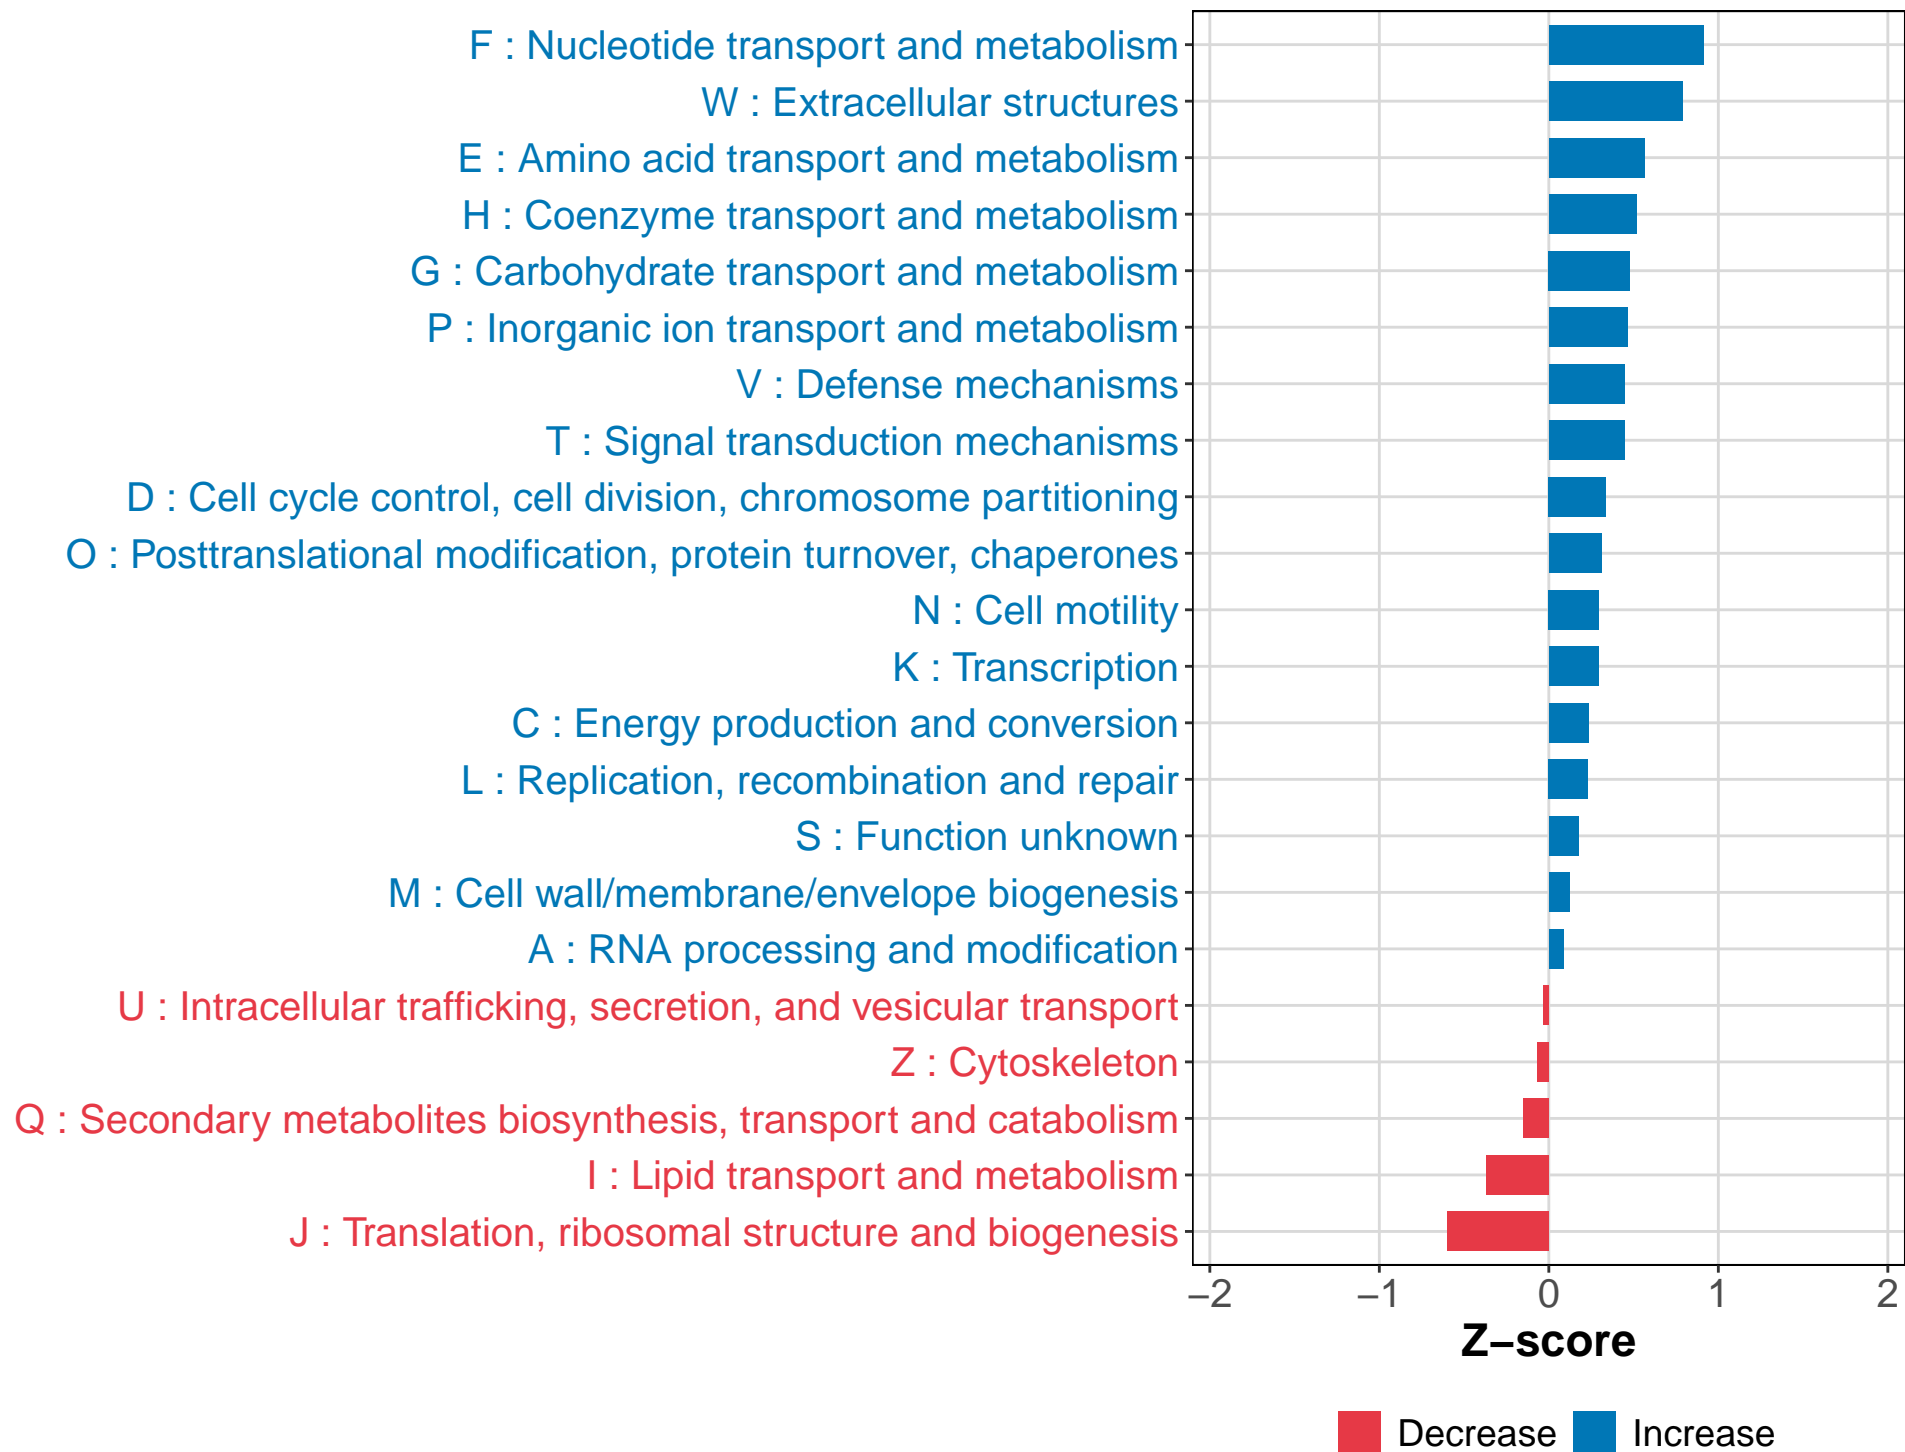 F : Nucleotide transport and metabolism
W : Extracellular structures
E : Amino acid transport and metabolism
H : Coenzyme transport and metabolism
G : Carbohydrate transport and metabolism
P : Inorganic ion transport and metabolism
V : Defense mechanisms
T : Signal transduction mechanisms
D : Cell cycle control, cell division, chromosome partitioning
O : Posttranslational modification, protein turnover, chaperones
N : Cell motility
K : Transcription
C : Energy production and conversion
L : Replication, recombination and repair
S : Function unknown
M : Cell wall/membrane/envelope biogenesis
A : RNA processing and modification
U : Intracellular trafficking, secretion, and vesicular transport
Z : Cytoskeleton
Q : Secondary metabolites biosynthesis, transport and catabolism
I : Lipid transport and metabolism
J : Translation, ribosomal structure and biogenesis
−2 −1 0 1 2
Z−score
Decrease Increase